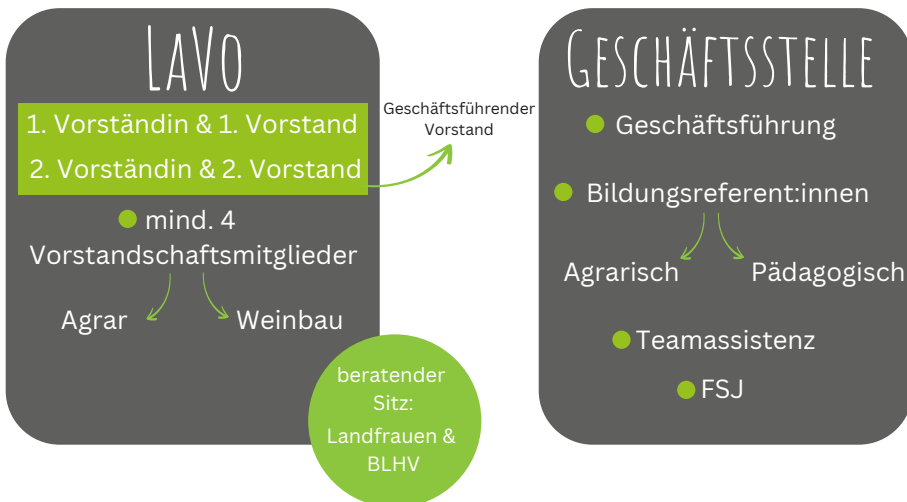 LaVo
1. Vorständin & 1. Vorstand
2. Vorständin & 2. Vorstand
Geschäftsführender
Vorstand
mind. 4
Vorstandschaftsmitglieder
Agrar
Weinbau
beratender
Sitz:
Landfrauen &
BLHV
Geschäftsstelle
Geschäftsführung
Bildungsreferent:innen
Agrarisch
Pädagogisch
Teamassistenz
FSJ